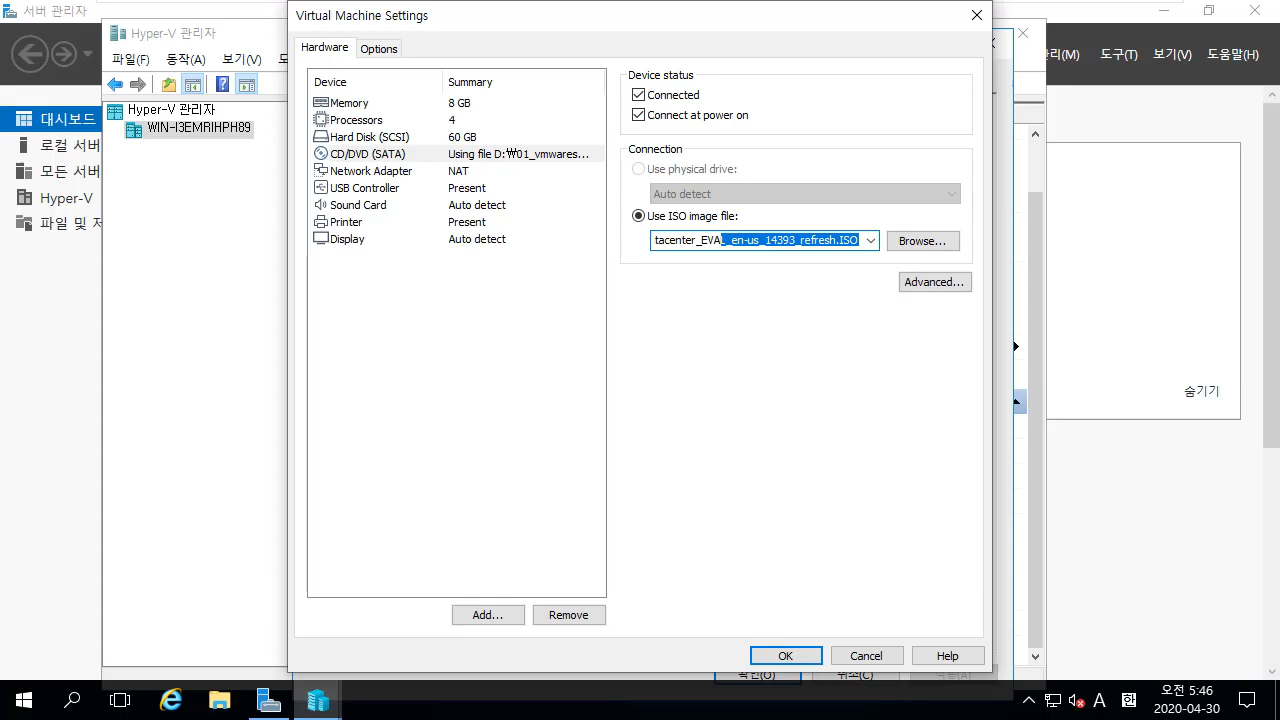 서버 관리자
Hyper-V 관리자
파일(F) 동작(A) 보기(V)
Hyper-V 관리자
WIN-I3EMRIHPH89
대시보드
로컬 서버
모든 서버
Hyper-V
파일 및 저
Virtual Machine Settings
Hardware
Options
Device Summary
Memory 8 GB
Processors 4
Hard Disk (SCSI) 60 GB
CD/DVD (SATA) Using file D:₩01_vmwares...
Network Adapter NAT
USB Controller Present
Sound Card Auto detect
Printer Present
Display Auto detect
Add...
Remove
Device status
Connected
Connect at power on
Connection
Use physical drive:
Auto detect
Use ISO image file:
tacenter_EVAL_en-us_14393_refresh.ISO
Browse...
Advanced...
OK
Cancel
Help
확인(O)
취소(C)
관리(M) 도구(T) 보기(V) 도움말(H)
숨기기
A
한
오전 5:46
2020-04-30